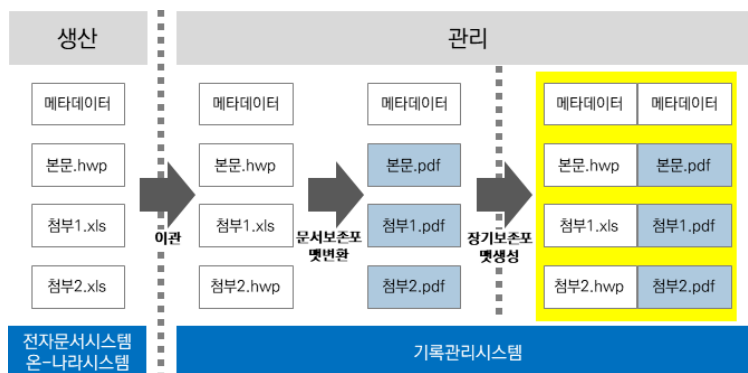 생산
관리
메타데이터
메타데이터
메타데이터
메타데이터
메타데이터
본문.hwp
본문.hwp
본문.pdf
본문.hwp
본문.pdf
첨부1.xls
첨부1.xls
첨부1.pdf
첨부1.xls
첨부1.pdf
이관
문서보존포
맷변환
장기보존포
맷생성
첨부2.xls
첨부2.hwp
첨부2.pdf
첨부2.hwp
첨부2.pdf
전자문서시스템
온-나라시스템
기록관리시스템